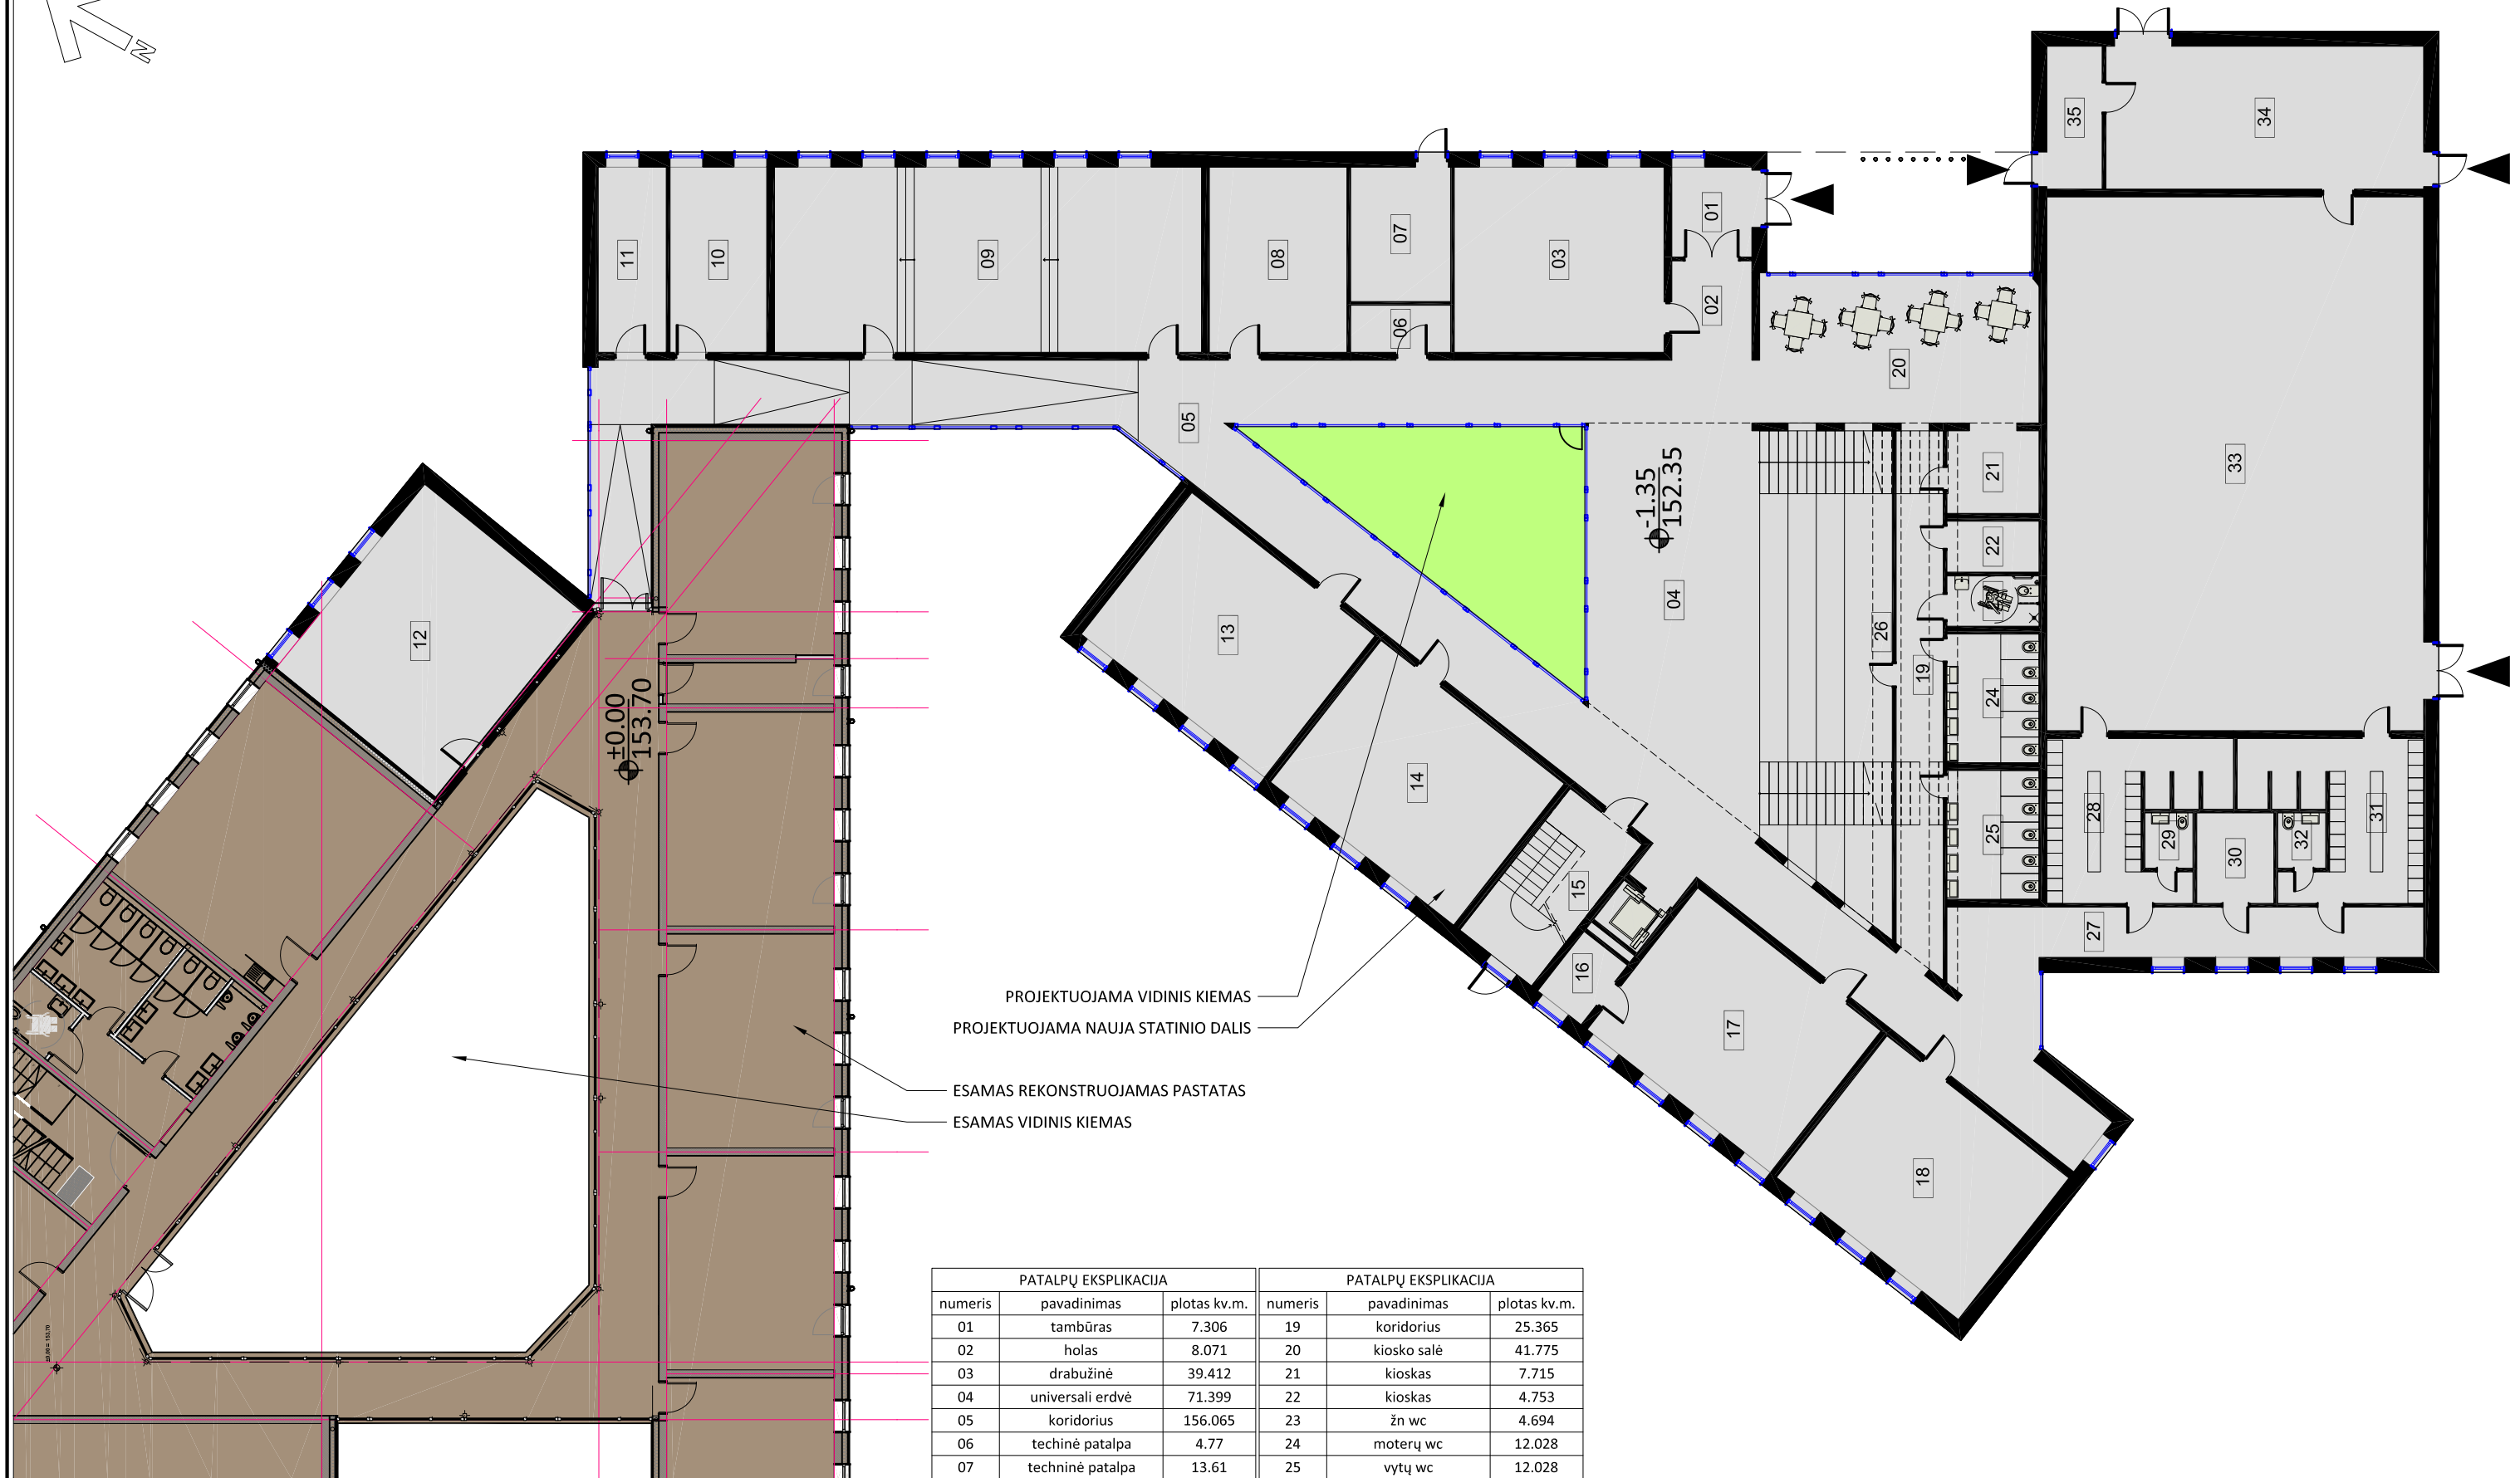 N
35
34
11
10
09
08
07
03
01
06
02
20
05
-1.35
152.35
33
21
22
12
13
04
26
19
24
±0.00
153.70
14
28
31
25
29
32
30
15
27
16
17
18
PROJEKTUOJAMA VIDINIS KIEMAS
PROJEKTUOJAMA NAUJA STATINIO DALIS
ESAMAS REKONSTRUOJAMAS PASTATAS
ESAMAS VIDINIS KIEMAS
PATALPŲ EKSPLIKACIJA PATALPŲ EKSPLIKACIJA
numeris pavadinimas plotas kv.m. numeris pavadinimas plotas kv.m.
01 tambūras 7.306 19 koridorius 25.365
02 holas 8.071 20 kiosko salė 41.775
03 drabužinė 39.412 21 kioskas 7.715
04 universali erdvė 71.399 22 kioskas 4.753
05 koridorius 156.065 23 žn wc 4.694
06 techinė patalpa 4.77 24 moterų wc 12.028
07 techninė patalpa 13.61 25 vytų wc 12.028